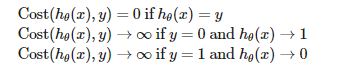 Cost(hθ(x), y) = 0 if hθ(x) = y
Cost(hθ(x), y) → ∞ if y = 0 and hθ(x) → 1
Cost(hθ(x), y) → ∞ if y = 1 and hθ(x) → 0